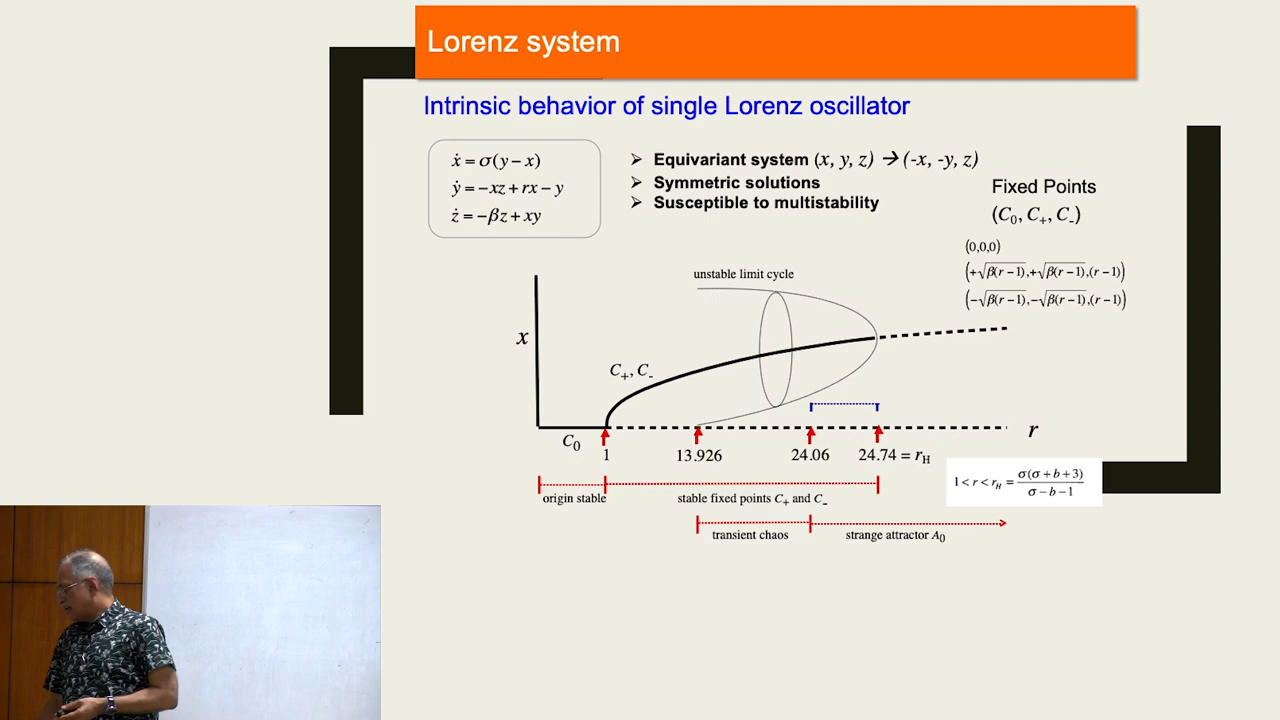 Lorenz system
Intrinsic behavior of single Lorenz oscillator
ẋ = σ(y − x)
ẏ = −xz + rx − y
ż = −βz + xy
➢ Equivariant system (x, y, z) → (-x, -y, z)
➢ Symmetric solutions
➢ Susceptible to multistability
Fixed Points
(C₀, C₊, C₋)
(0,0,0)
(+√β(r−1), +√β(r−1), (r−1))
(−√β(r−1), −√β(r−1), (r−1))
unstable limit cycle
x
C₊, C₋
C₀
r
1
13.926
24.06
24.74 = r_H
1 < r < r_H = σ(σ + b + 3) / σ − b − 1
origin stable
stable fixed points C₊ and C₋
transient chaos
strange attractor A₀